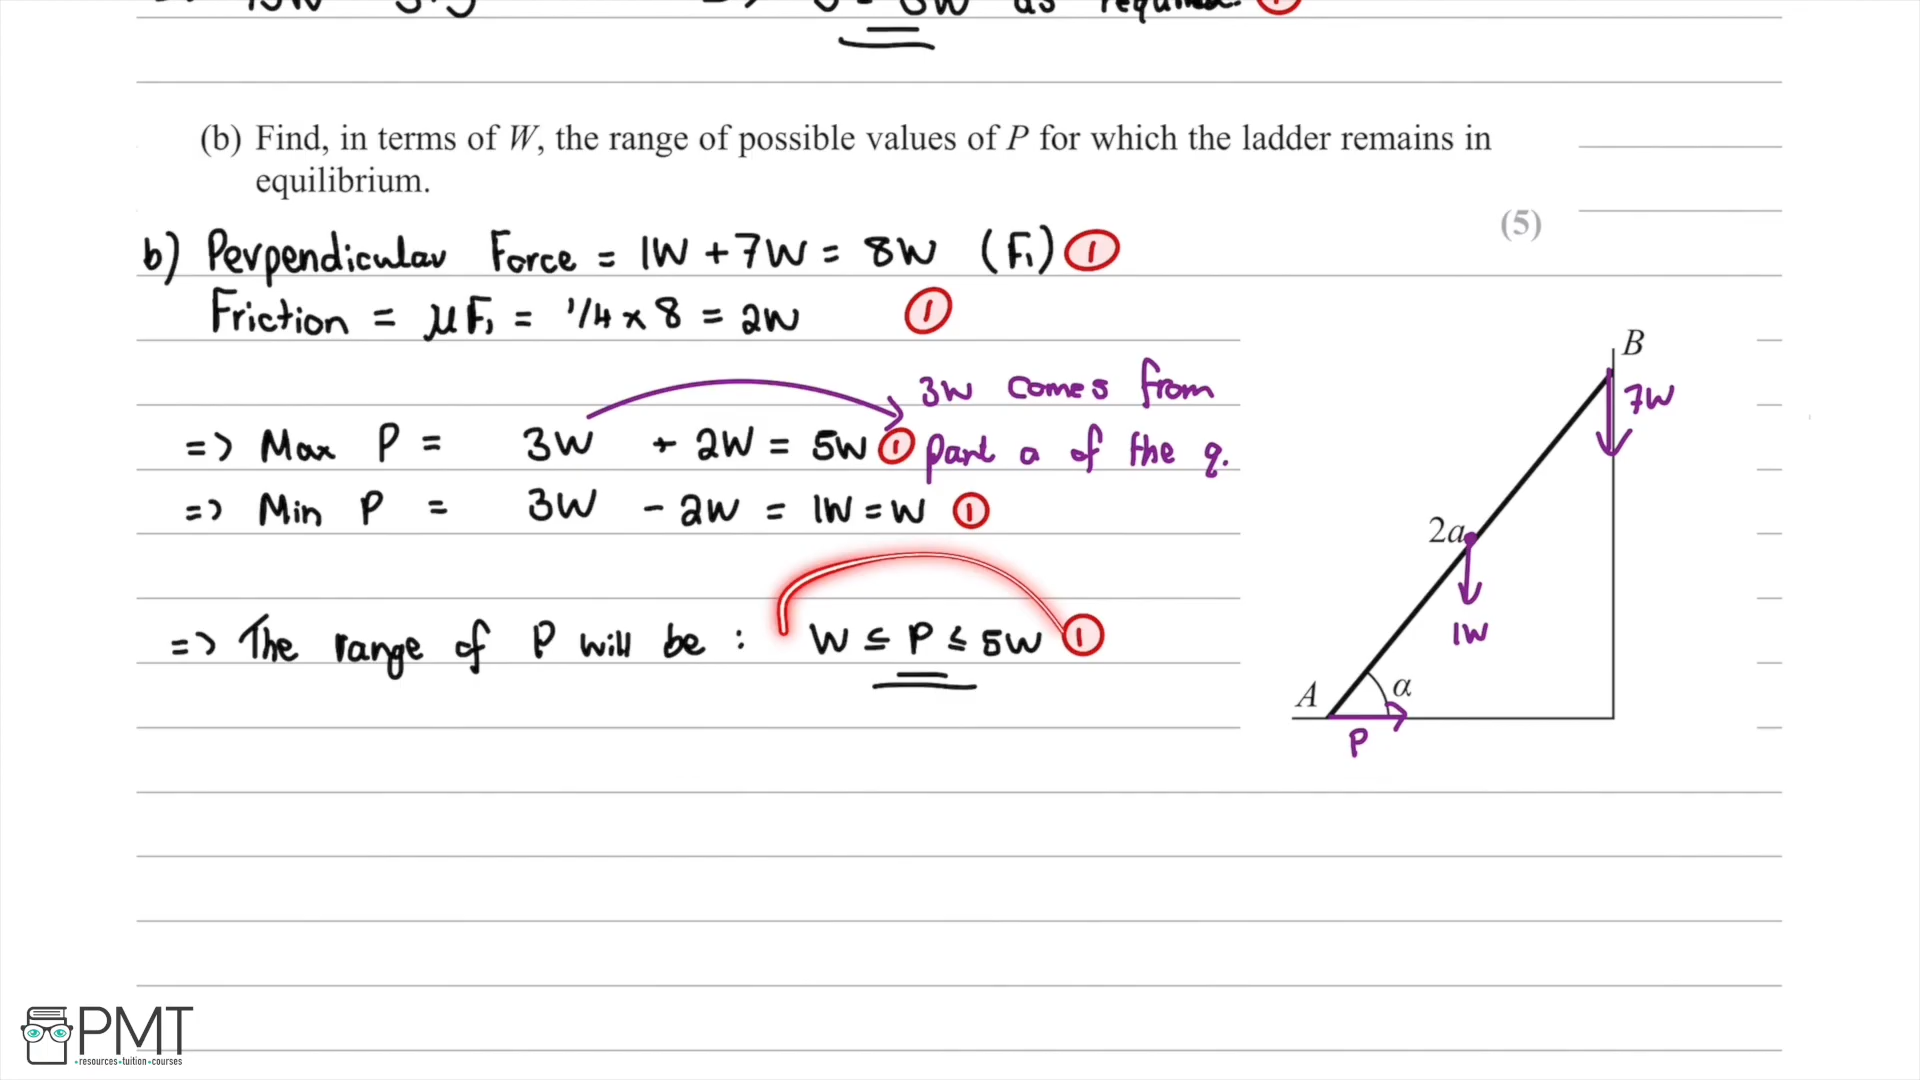 as required. 1
(b) Find, in terms of W, the range of possible values of P for which the ladder remains in
equilibrium.
(5)
b) Perpendicular Force = 1W + 7W = 8W (F₁) 1
Friction = μF₁ = 1/4 × 8 = 2W 1
3W comes from
part a of the q.
=> Max P = 3W + 2W = 5W 1
=> Min P = 3W - 2W = 1W = W 1
=> The range of P will be : W ≤ P ≤ 5W 1
B
7W
2a
1W
A
α
P
PMT
•resources•tuition•courses